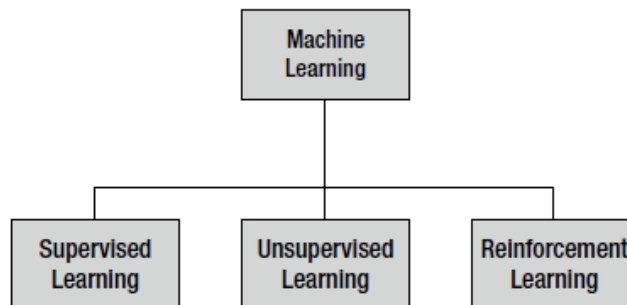 Machine
Learning
Supervised
Learning
Unsupervised
Learning
Reinforcement
Learning